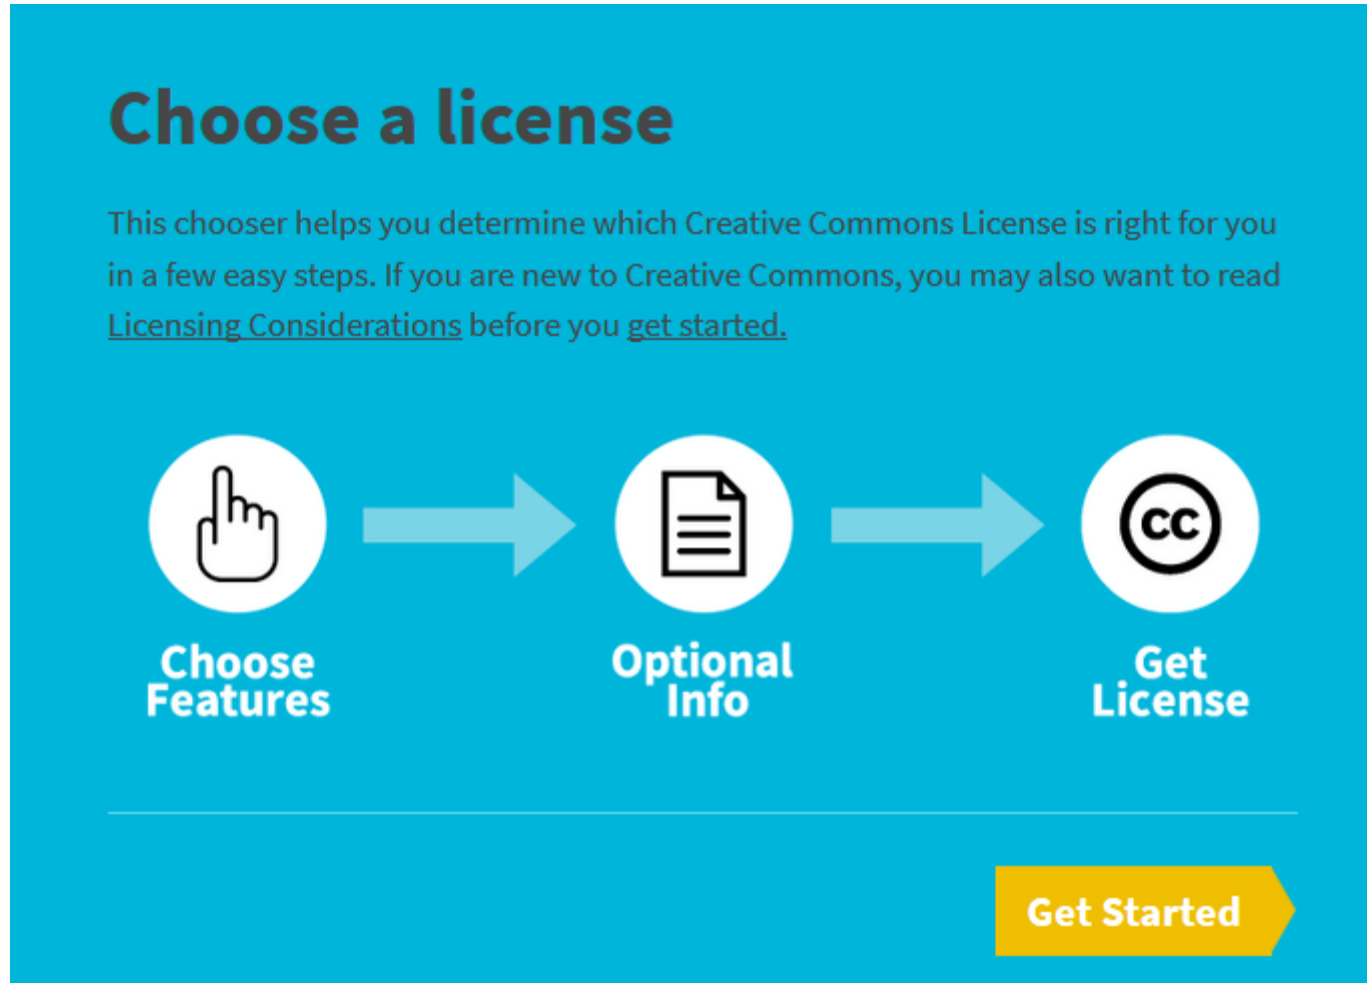 Choose a license
This chooser helps you determine which Creative Commons License is right for you
in a few easy steps. If you are new to Creative Commons, you may also want to read
Licensing Considerations before you get started.
cc
Choose
Features
Optional
Info
Get
License
Get Started